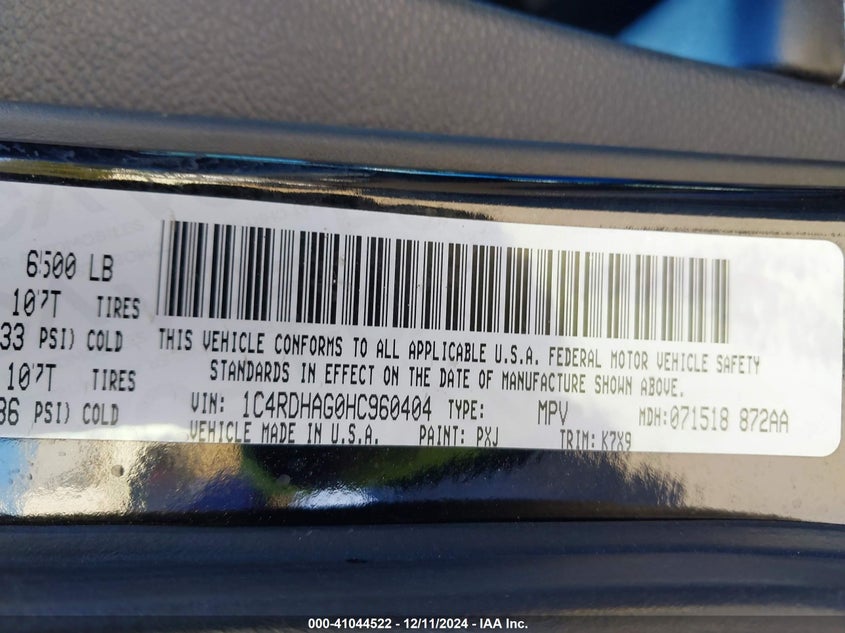 6500 LB
107T TIRES
33 PSI) COLD
107T TIRES
36 PSI) COLD
THIS VEHICLE CONFORMS TO ALL APPLICABLE U.S.A. FEDERAL MOTOR VEHICLE SAFETY
STANDARDS IN EFFECT ON THE DATE OF MANUFACTURE SHOWN ABOVE.
VIN: 1C4RDHAG0HC960404 TYPE: MPV MDH:071518 872AA
VEHICLE MADE IN U.S.A. PAINT: PXJ TRIM: K7X9
000-41044522 - 12/11/2024 - IAA Inc.